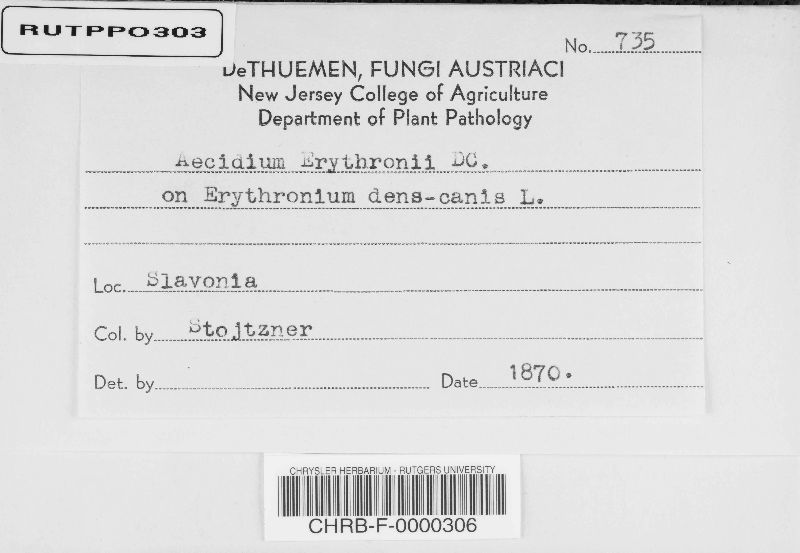 RUTPPO303
No. 735
DeTHUEMEN, FUNGI AUSTRIACI
New Jersey College of Agriculture
Department of Plant Pathology
Aecidium Erythronii DC.
on Erythronium dens-canis L.
Loc. Slavonia
Col. by Stojtzner
Det. by
Date 1870.
CHRYSLER HERBARIUM - RUTGERS UNIVERSITY
CHRB-F-0000306